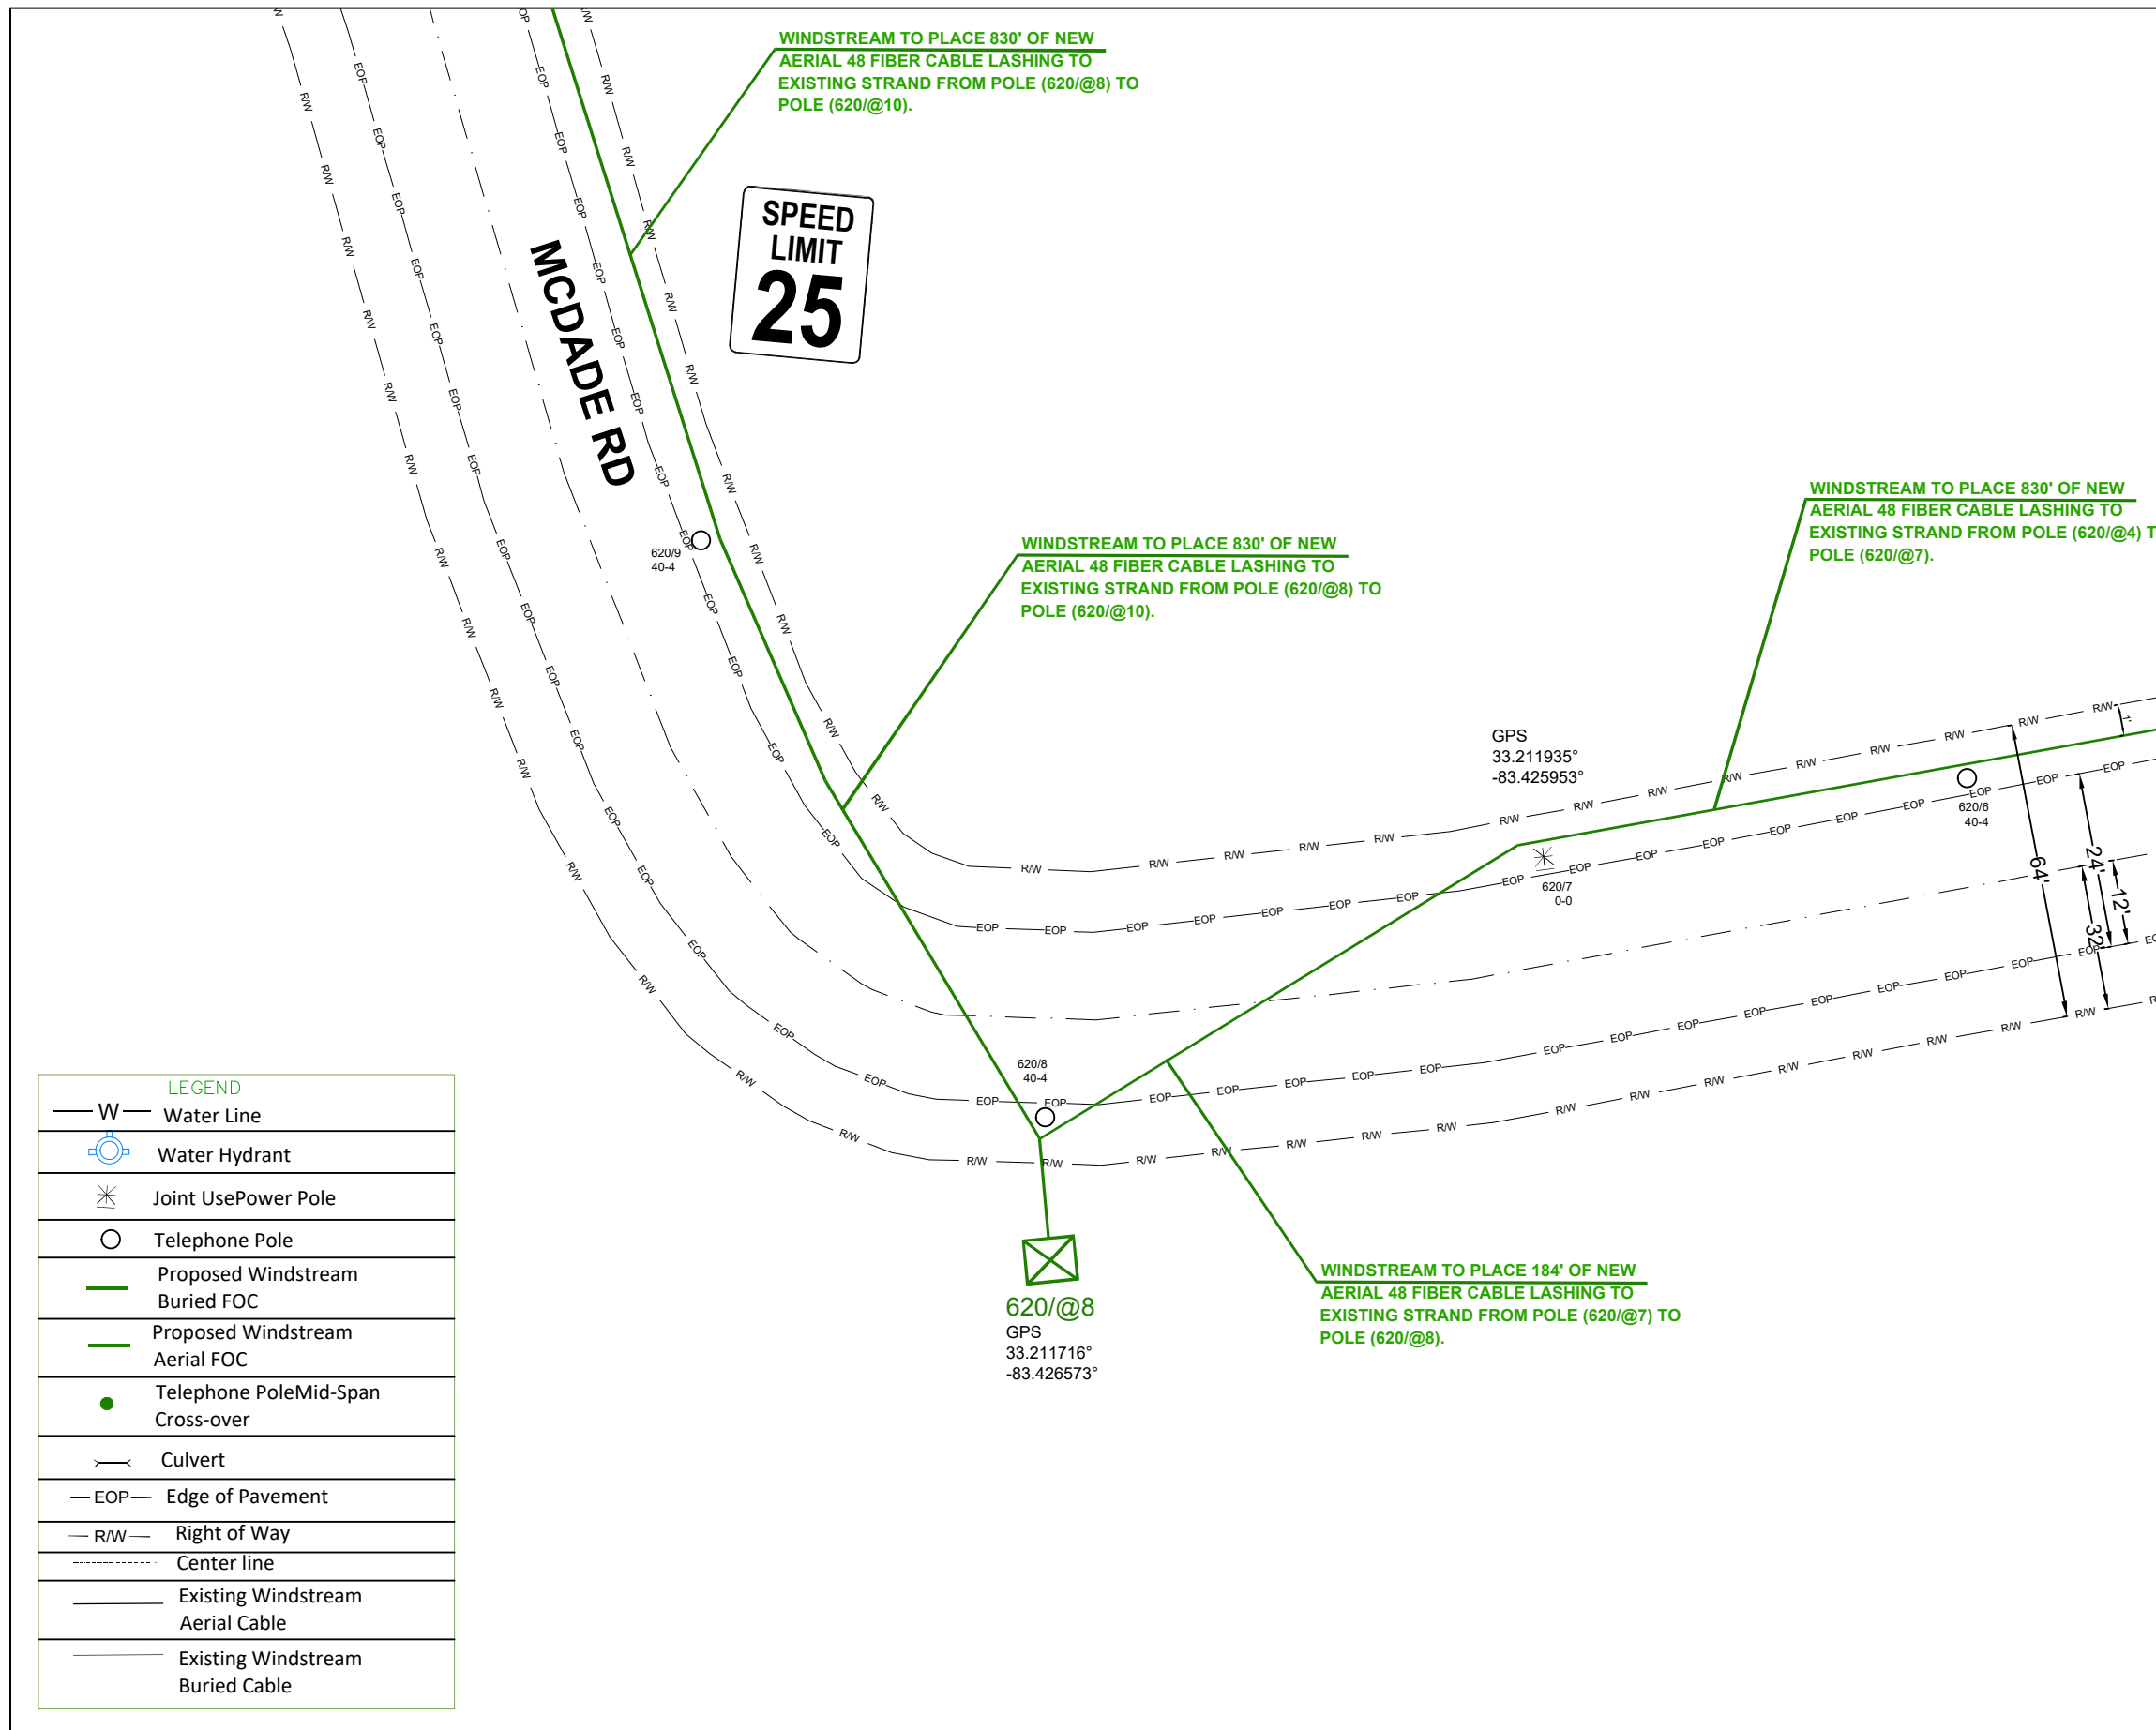 WINDSTREAM TO PLACE 830' OF NEW
AERIAL 48 FIBER CABLE LASHING TO
EXISTING STRAND FROM POLE (620/@8) TO
POLE (620/@10).
SPEED
LIMIT
25
MCDADE RD
620/9
40-4
WINDSTREAM TO PLACE 830' OF NEW
AERIAL 48 FIBER CABLE LASHING TO
EXISTING STRAND FROM POLE (620/@8) TO
POLE (620/@10).
WINDSTREAM TO PLACE 830' OF NEW
AERIAL 48 FIBER CABLE LASHING TO
EXISTING STRAND FROM POLE (620/@4) T
POLE (620/@7).
GPS
33.211935°
-83.425953°
620/6
40-4
620/7
0-0
1'
64'
24'
12'
32'
R/W
EOP
620/8
40-4
620/@8
GPS
33.211716°
-83.426573°
WINDSTREAM TO PLACE 184' OF NEW
AERIAL 48 FIBER CABLE LASHING TO
EXISTING STRAND FROM POLE (620/@7) TO
POLE (620/@8).
LEGEND
W Water Line
Water Hydrant
Joint UsePower Pole
Telephone Pole
Proposed Windstream
Buried FOC
Proposed Windstream
Aerial FOC
Telephone PoleMid-Span
Cross-over
Culvert
EOP Edge of Pavement
R/W Right of Way
Center line
Existing Windstream
Aerial Cable
Existing Windstream
Buried Cable